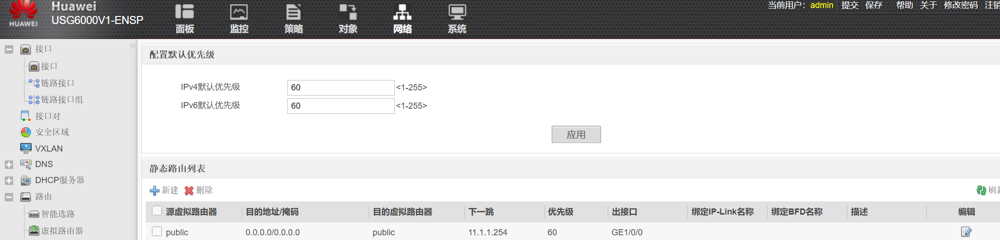 Huawei
USG6000V1-ENSP
HUAWEI
面板
监控
策略
对象
网络
系统
当前用户：admin 提交 保存 帮助 关于 修改密码 注销
接口
接口
链路接口
链路接口组
接口对
安全区域
VXLAN
DNS
DHCP服务器
路由
智能选路
虚拟路由器
配置默认优先级
IPv4默认优先级 60 <1-255>
IPv6默认优先级 60 <1-255>
应用
静态路由列表
新建 删除 刷新
源虚拟路由器 目的地址/掩码 目的虚拟路由器 下一跳 优先级 出接口 绑定IP-Link名称 绑定BFD名称 描述 编辑
public 0.0.0.0/0.0.0.0 public 11.1.1.254 60 GE1/0/0